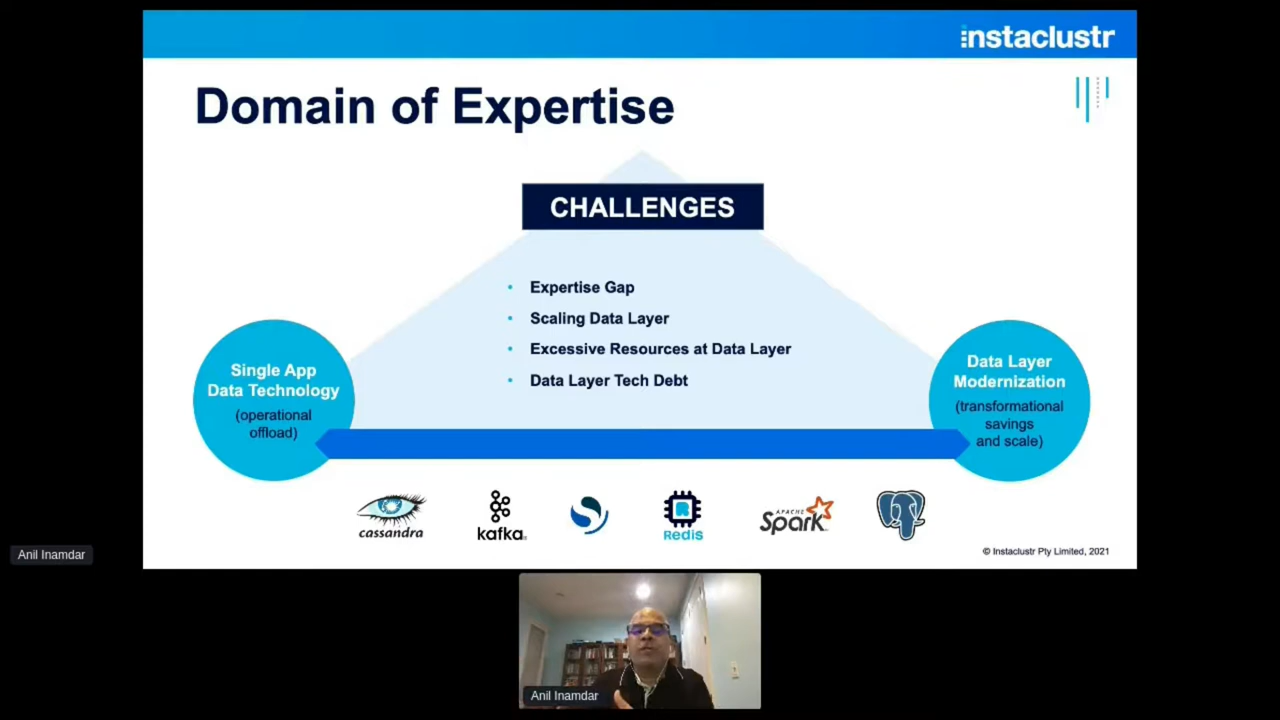 instaclustr
Domain of Expertise
CHALLENGES
• Expertise Gap
• Scaling Data Layer
• Excessive Resources at Data Layer
• Data Layer Tech Debt
Single App
Data Technology
(operational
offload)
Data Layer
Modernization
(transformational
savings
and scale)
cassandra
kafka
Redis
APACHE
Spark
© Instaclustr Pty Limited, 2021
Anil Inamdar
Anil Inamdar